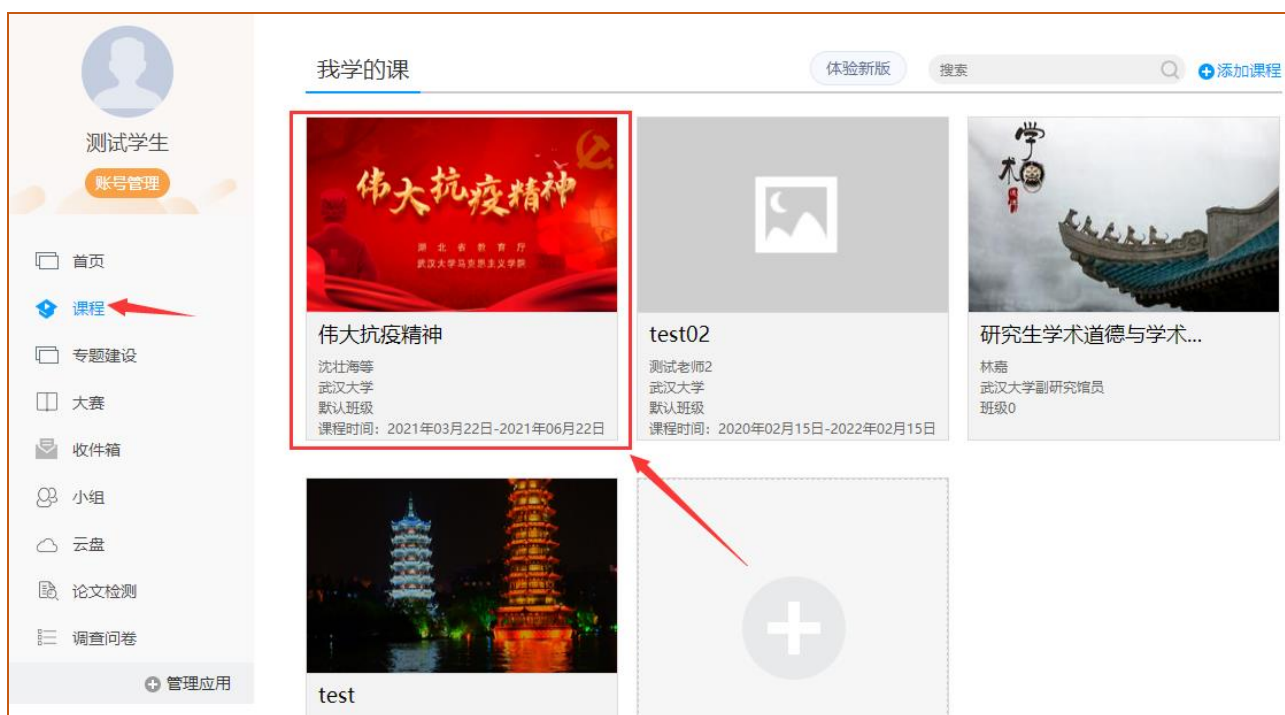 测试学生
账号管理
首页
课程
专题建设
大赛
收件箱
小组
云盘
论文检测
调查问卷
管理应用
我学的课
体验新版
搜索
添加课程
伟大抗疫精神
湖北省教育厅
武汉大学马克思主义学院
伟大抗疫精神
沈壮海等
武汉大学
默认班级
课程时间：2021年03月22日-2021年06月22日
test02
测试老师2
武汉大学
默认班级
课程时间：2020年02月15日-2022年02月15日
学术
研究生学术道德与学术...
林嘉
武汉大学副研究馆员
班级0
test